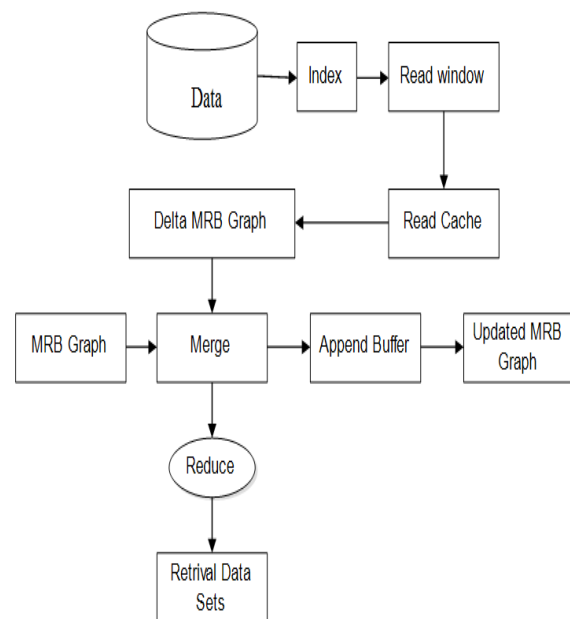 Data
Index
Read window
Delta MRB Graph
Read Cache
MRB Graph
Merge
Append Buffer
Updated MRB
Graph
Reduce
Retrival Data
Sets